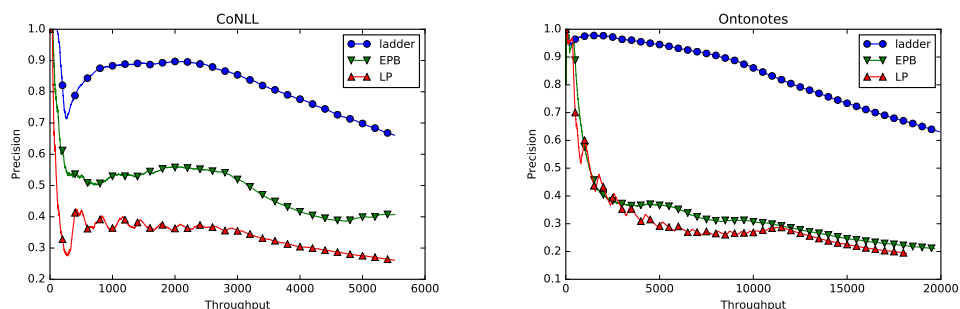 CoNLL
1.0
0.9
0.8
0.7
0.6
0.5
0.4
0.3
0.2
Precision
0
1000
2000
3000
4000
5000
6000
Throughput
ladder
EPB
LP
Ontonotes
1.0
0.9
0.8
0.7
0.6
0.5
0.4
0.3
0.2
0.1
Precision
0
5000
10000
15000
20000
Throughput
ladder
EPB
LP